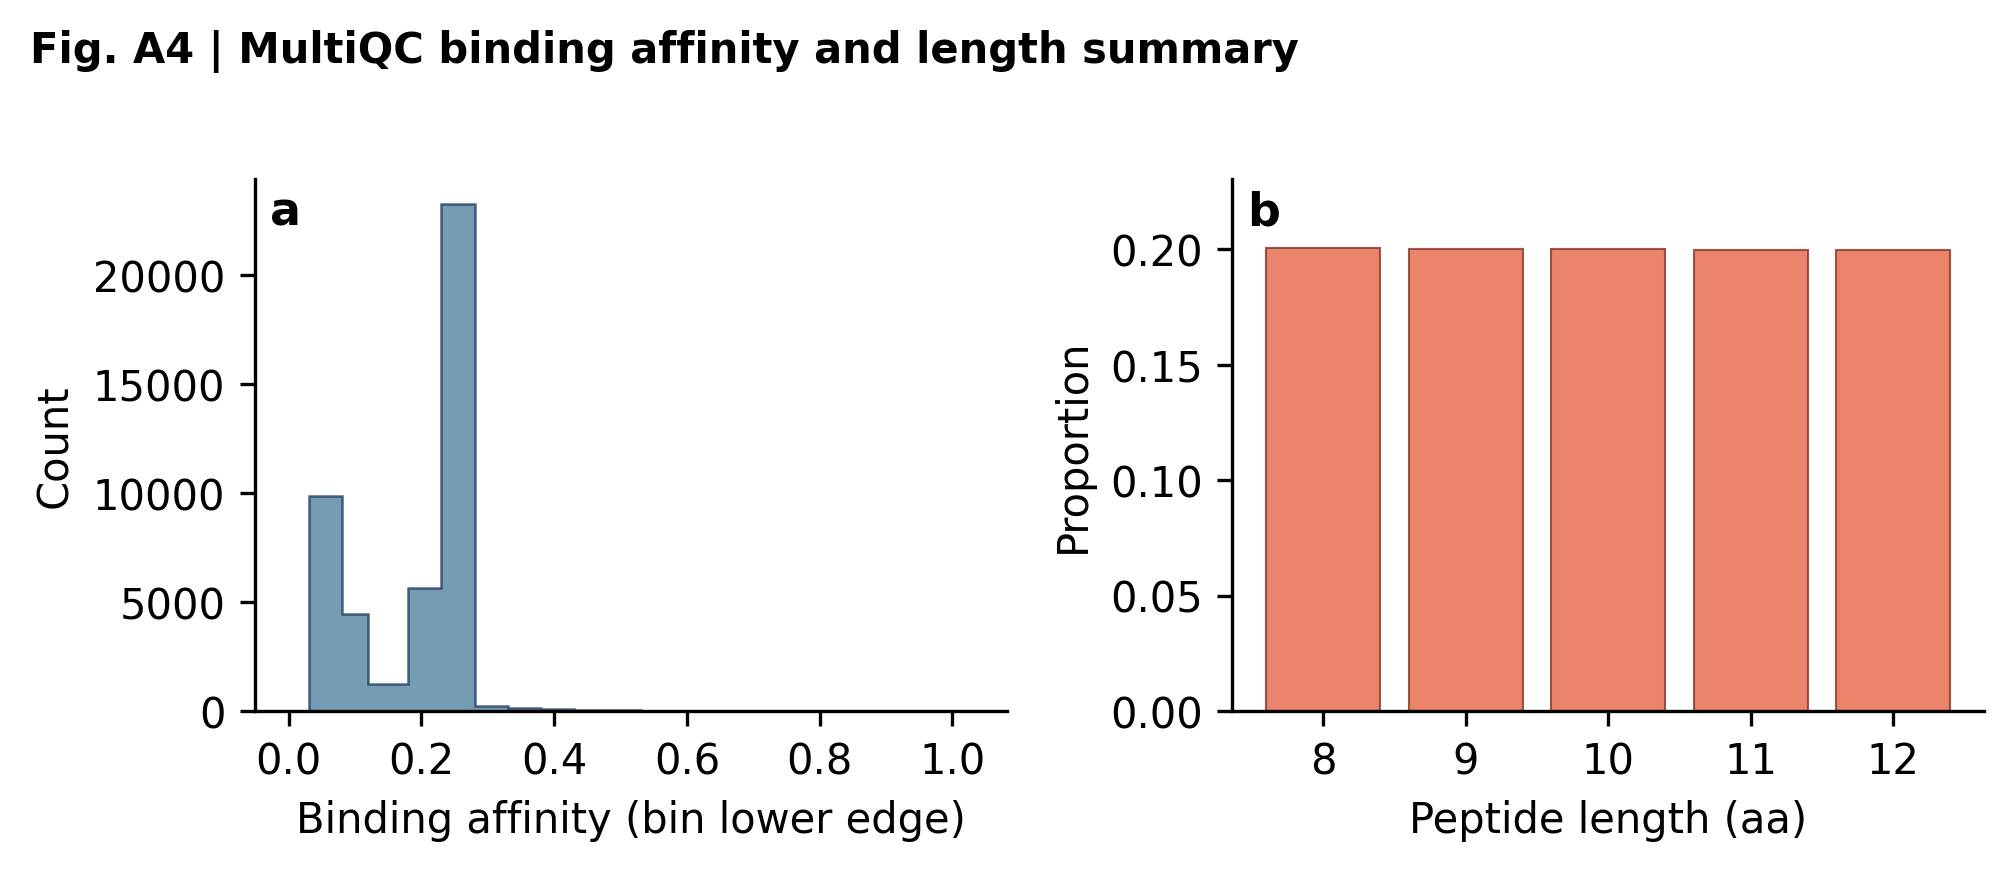 Fig. A4 | MultiQC binding affinity and length summary
a
20000
15000
10000
5000
0
Count
0.0 0.2 0.4 0.6 0.8 1.0
Binding affinity (bin lower edge)
b
0.20
0.15
0.10
0.05
0.00
Proportion
8 9 10 11 12
Peptide length (aa)